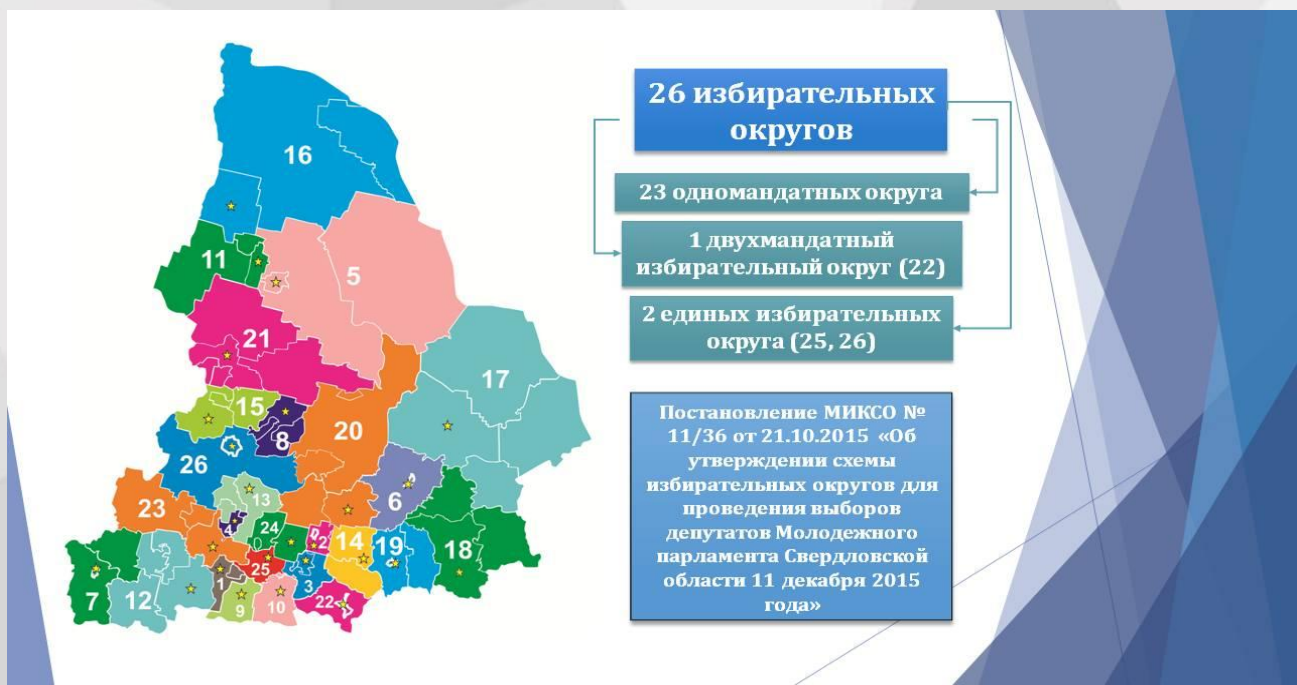 26 избирательных
округов
23 одномандатных округа
1 двухмандатный
избирательный округ (22)
2 единых избирательных
округа (25, 26)
Постановление МИКСО №
11/36 от 21.10.2015 «Об
утверждении схемы
избирательных округов для
проведения выборов
депутатов Молодежного
парламента Свердловской
области 11 декабря 2015
года»
16
11
5
21
17
15
8
20
26
6
23
13
4
24
2
14
19
18
25
1
3
7
12
9
10
22